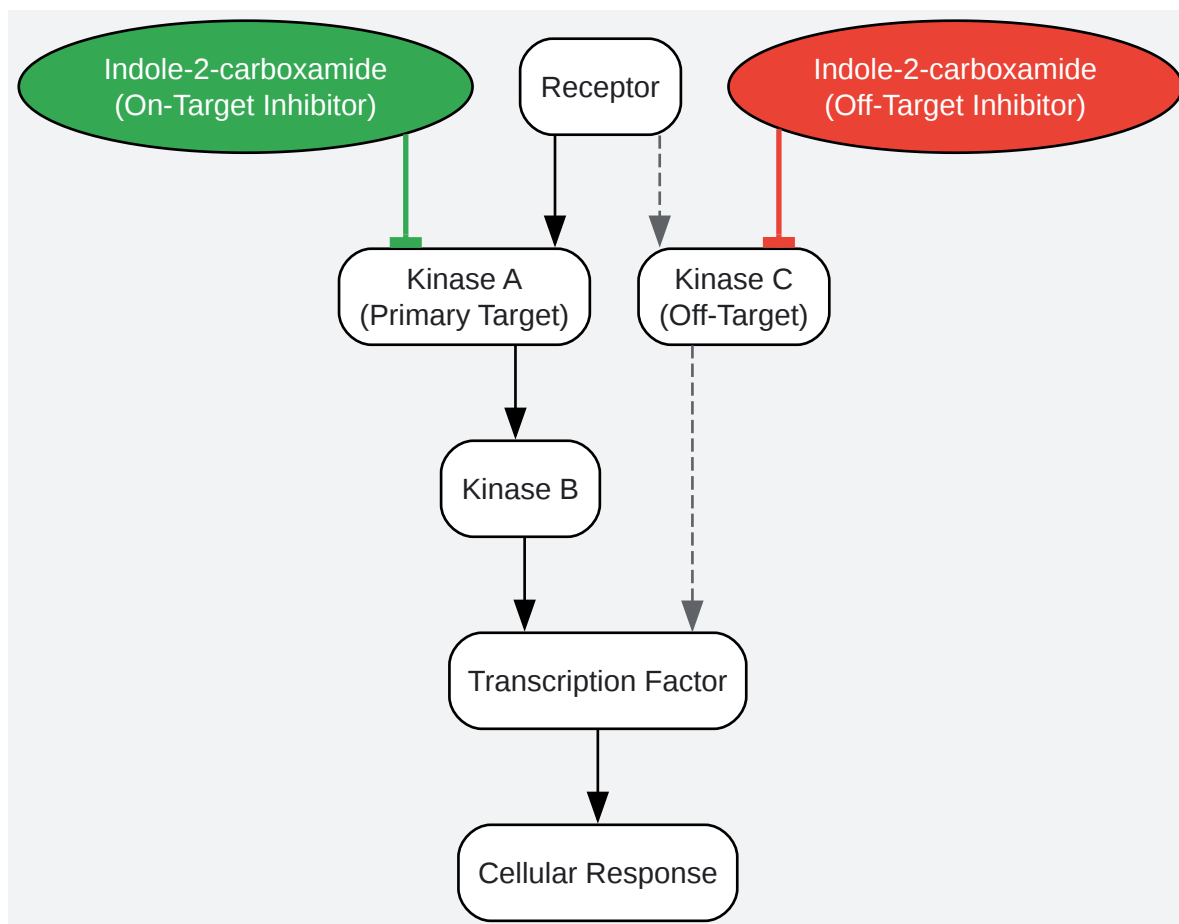 Indole-2-carboxamide
(On-Target Inhibitor)
Receptor
Indole-2-carboxamide
(Off-Target Inhibitor)
Kinase A
(Primary Target)
Kinase C
(Off-Target)
Kinase B
Transcription Factor
Cellular Response